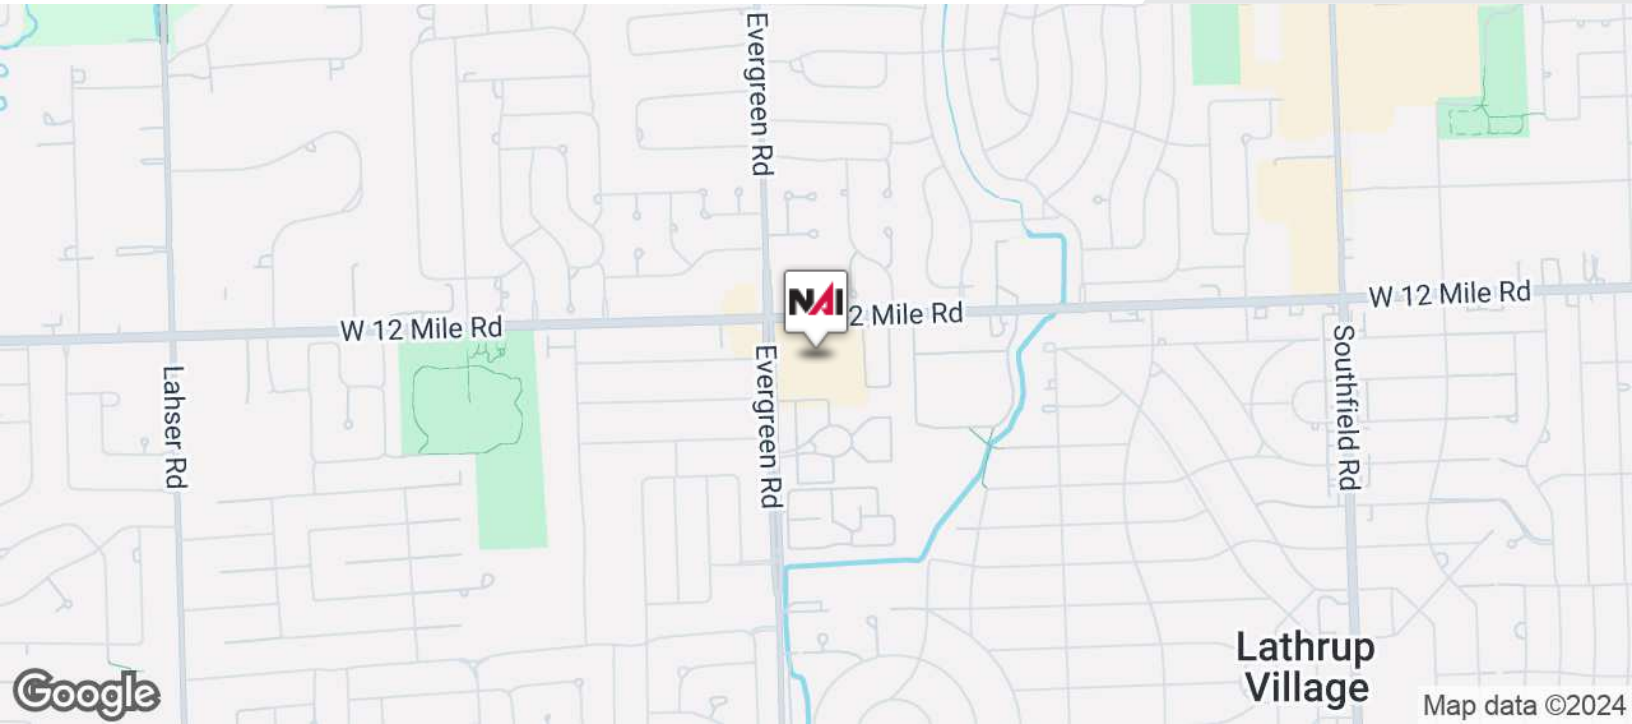 Evergreen Rd
NAI
W 12 Mile Rd
2 Mile Rd
W 12 Mile Rd
Lahser Rd
Evergreen Rd
Southfield Rd
Lathrup
Village
Google
Map data ©2024